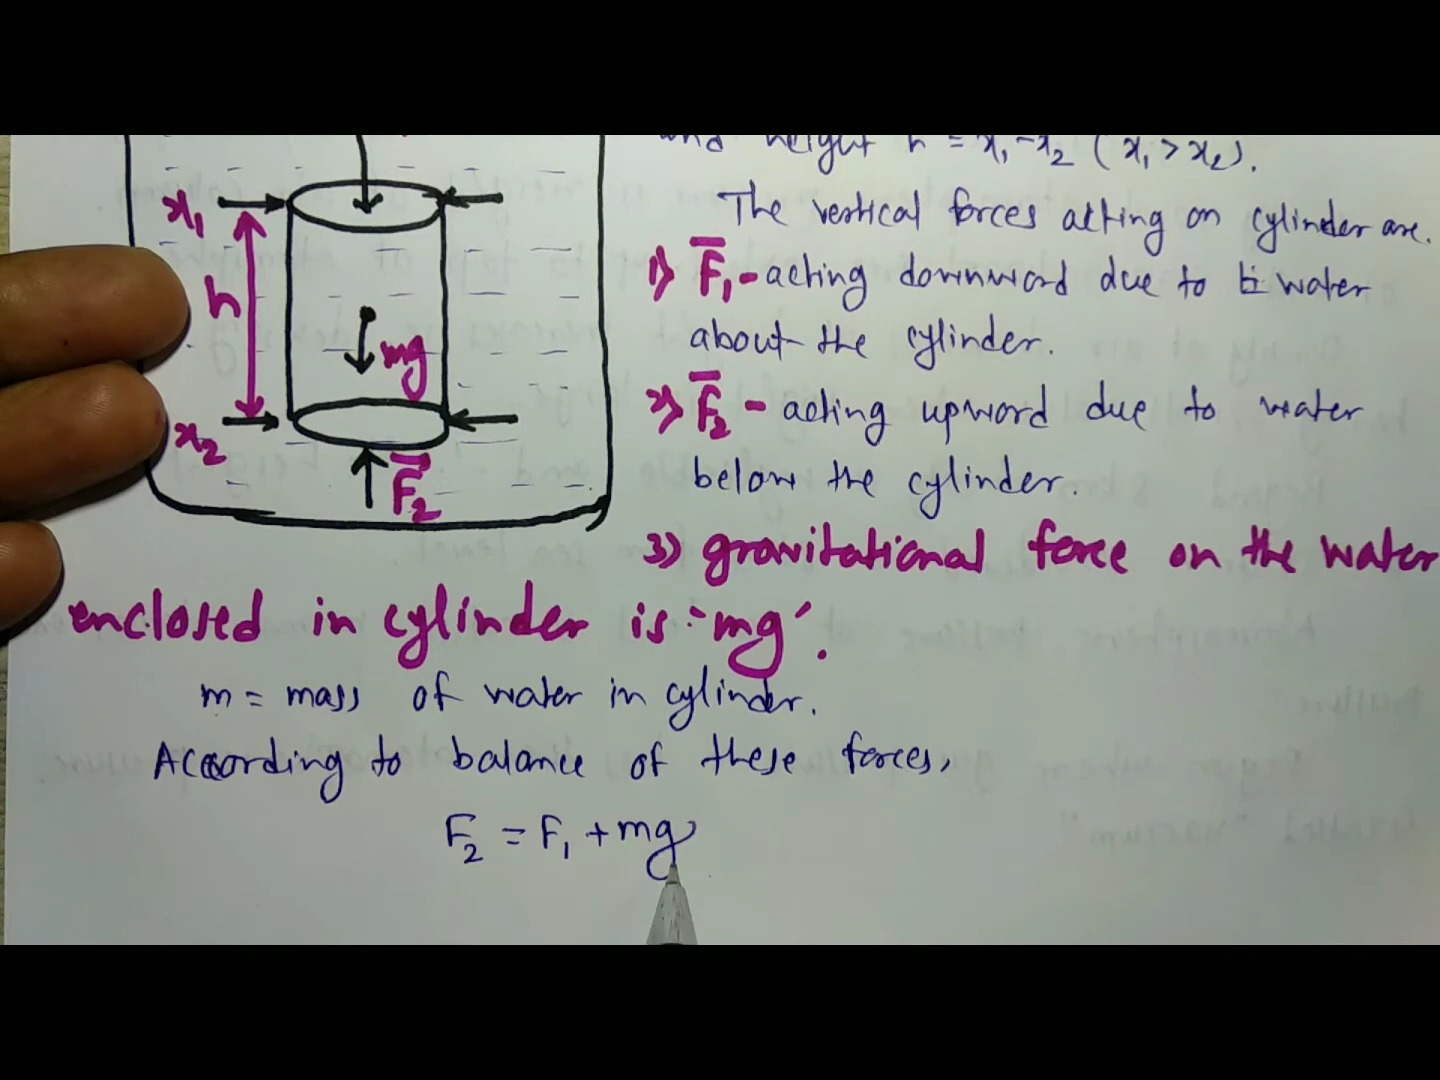 and height h = x₁-x₂ (x₁ > x₂).
The vertical forces acting on cylinder are.
1) F̅₁ - acting downward due to water
about the cylinder.
2) F̅₂ - acting upward due to water
below the cylinder.
3) gravitational force on the water
enclosed in cylinder is 'mg'.
m = mass of water in cylinder.
According to balance of these forces,
F₂ = F₁ + mg
x₁
h
mg
x₂
F̅₂